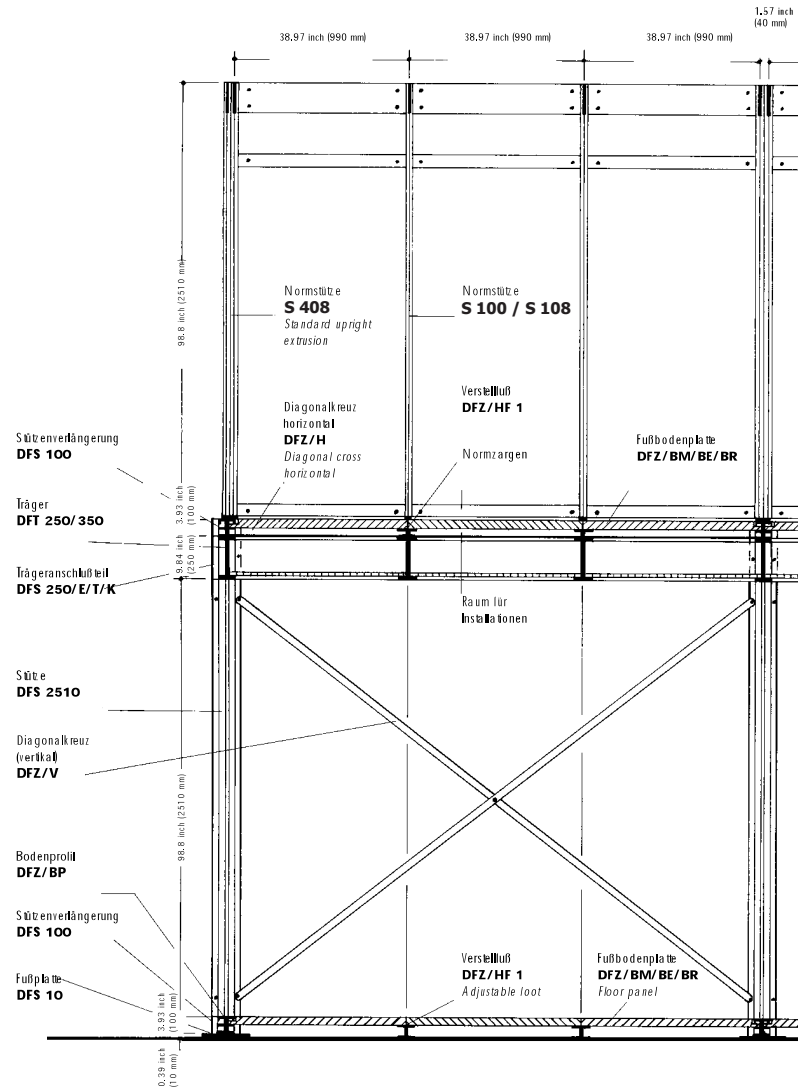 1.57 inch
(40 mm)
38.97 inch (990 mm)
38.97 inch (990 mm)
38.97 inch (990 mm)
98.8 inch (2510 mm)
Normstütze
S 408
Standard upright
extrusion
Normstütze
S 100 / S 108
Diagonalkreuz
horizontal
DFZ/H
Diagonal cross
horizontal
Verstellluß
DFZ/HF 1
Normzargen
Fußbodenplatte
DFZ/BM/BE/BR
Stützenverlängerung
DFS 100
3.93 inch
(100 mm)
Träger
DFT 250/350
9.84 inch
(250 mm)
Trägeranschlußteil
DFS 250/E/T/K
Raum für
Installationen
Stütze
DFS 2510
Diagonalkreuz
(vertikal)
DFZ/V
98.8 inch (2510 mm)
Bodenprolil
DFZ/BP
Stützenverlängerung
DFS 100
Fußplatte
DFS 10
3.93 inch
(100 mm)
0.39 inch
(10 mm)
Verstellluß
DFZ/HF 1
Adjustable loot
Fußbodenplatte
DFZ/BM/BE/BR
Floor panel